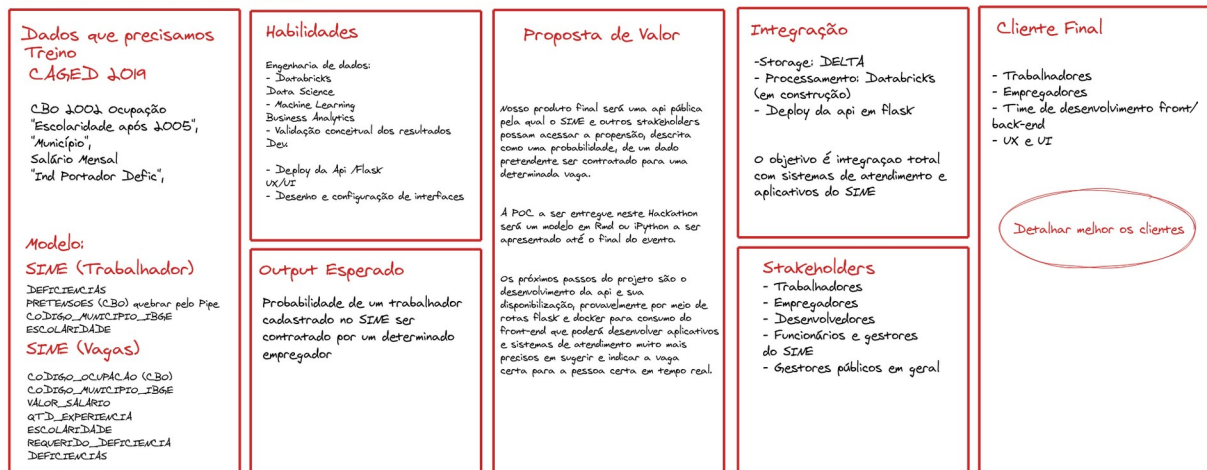 Dados que precisamos
Treino
CAGED 2019
CBO 2002 Ocupação
"Escolaridade após 2005",
"Município",
Salário Mensal
"Ind Portador Defic",
Modelo:
SINE (Trabalhador)
DEFICIENCIAS
PRETENSOES (CBO) quebrar pelo Pipe
CODIGO_MUNICIPIO_IBGE
ESCOLARIDADE
SINE (Vagas)
CODIGO_OCUPACAO (CBO)
CODIGO_MUNICIPIO_IBGE
VALOR_SALARIO
QTD_EXPERIENCIA
ESCOLARIDADE
REQUERIDO_DEFICIENCIA
DEFICIENCIAS
Habilidades
Engenharia de dados:
- Databricks
Data Science
- Machine Learning
Business Analytics
- Validação conceitual dos resultados
Dev.
- Deploy da Api /Flask
UX/UI
- Desenho e configuração de interfaces
Output Esperado
Probabilidade de um trabalhador
cadastrado no SINE ser
contratado por um determinado
empregador
Proposta de Valor
Nosso produto final será uma api pública
pela qual o SINE e outros stakeholders
possam acessar a propensão, descrita
como uma probabilidade, de um dado
pretendente ser contratado para uma
determinada vaga.
A POC a ser entregue neste Hackathon
será um modelo em Rmd ou iPython a ser
apresentado até o final do evento.
Os próximos passos do projeto são o
desenvolvimento da api e sua
disponibilização, provavelmente por meio de
rotas flask e docker para consumo do
front-end que poderá desenvolver aplicativos
e sistemas de atendimento muito mais
precisos em sugerir e indicar a vaga
certa para a pessoa certa em tempo real.
Integração
-Storage: DELTA
- Processamento: Databricks
(em construção)
- Deploy da api em flask
O objetivo é integraçao total
com sistemas de atendimento e
aplicativos do SINE
Stakeholders
- Trabalhadores
- Empregadores
- Desenvolvedores
- Funcionários e gestores
do SINE
- Gestores públicos em geral
Cliente Final
- Trabalhadores
- Empregadores
- Time de desenvolvimento front/
back-end
- UX e UI
Detalhar melhor os clientes